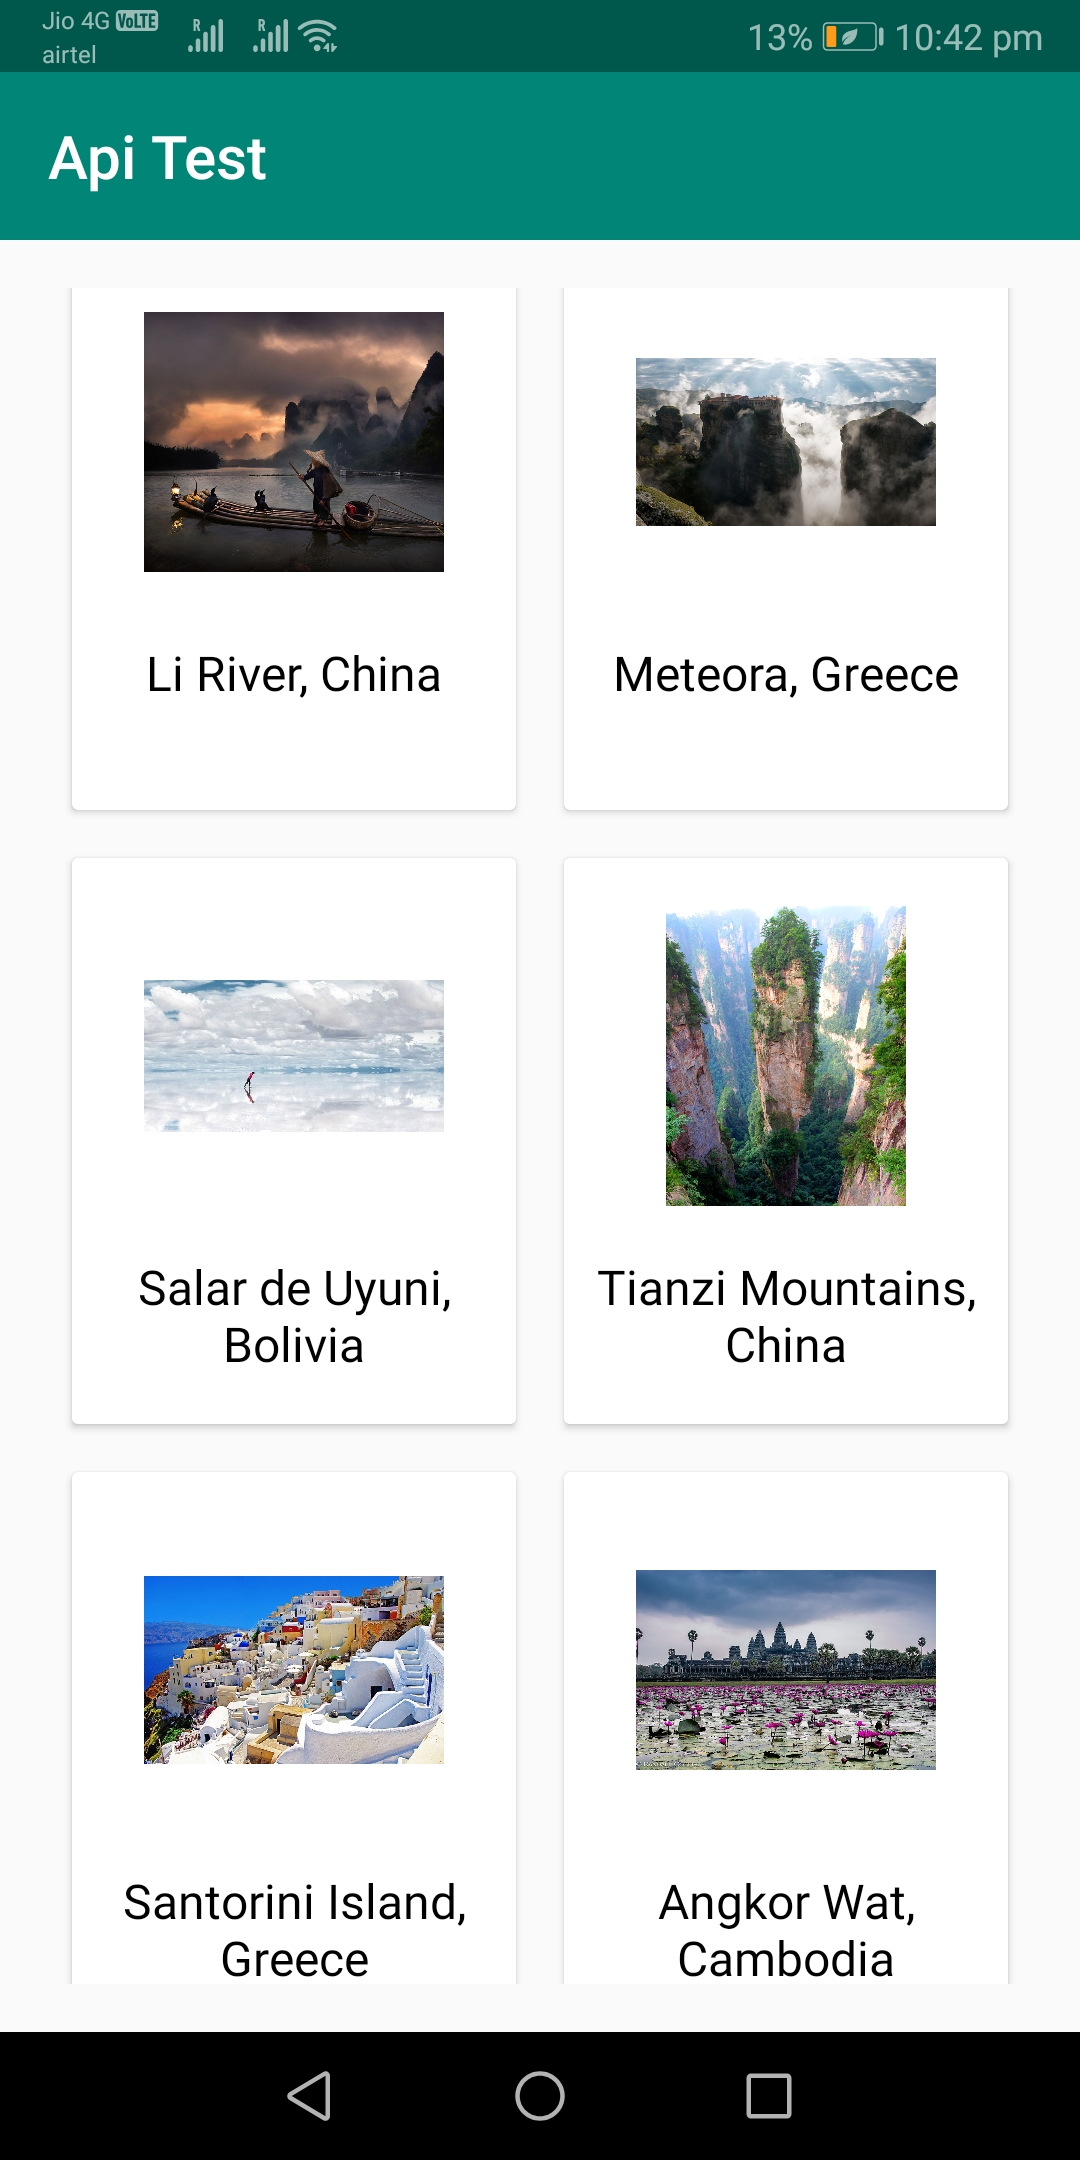 Jio 4G VoLTE
airtel
R
R
13%
10:42 pm
Api Test
Li River, China
Meteora, Greece
Salar de Uyuni,
Bolivia
Tianzi Mountains,
China
Santorini Island,
Greece
Angkor Wat,
Cambodia